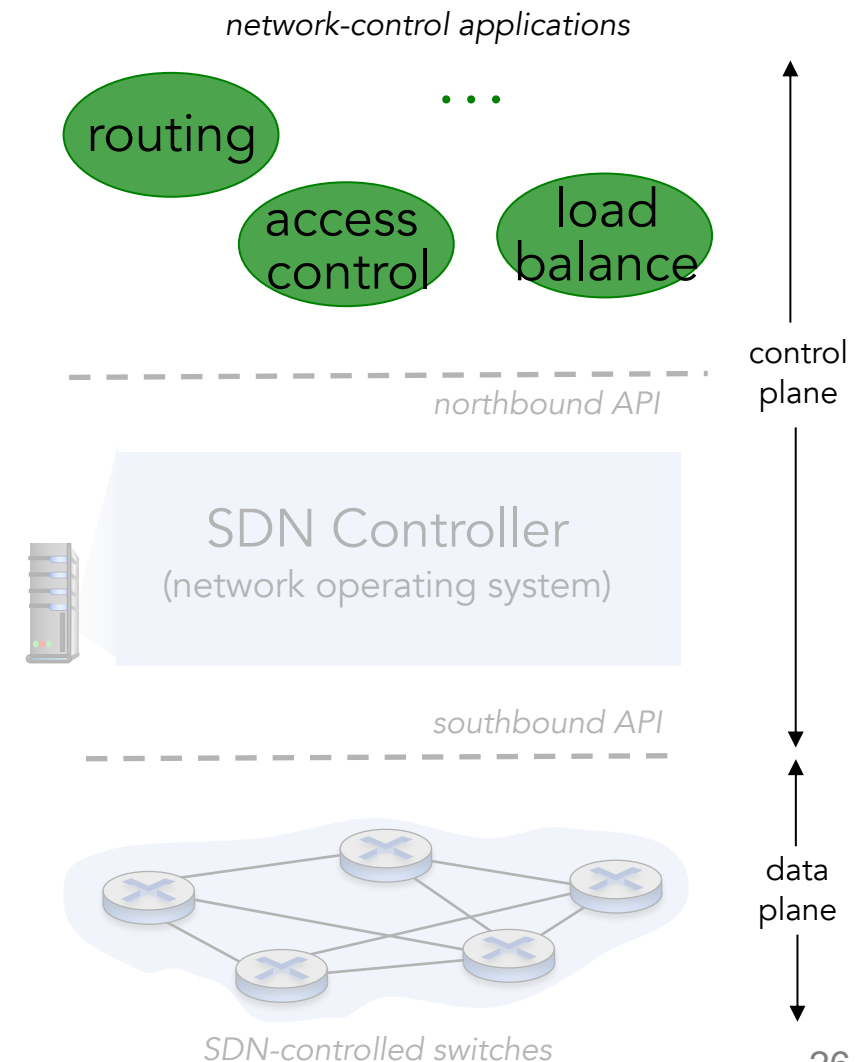 network-control applications
. . .
routing
access
control
load
balance
control
plane
northbound API
SDN Controller
(network operating system)
southbound API
data
plane
SDN-controlled switches
26